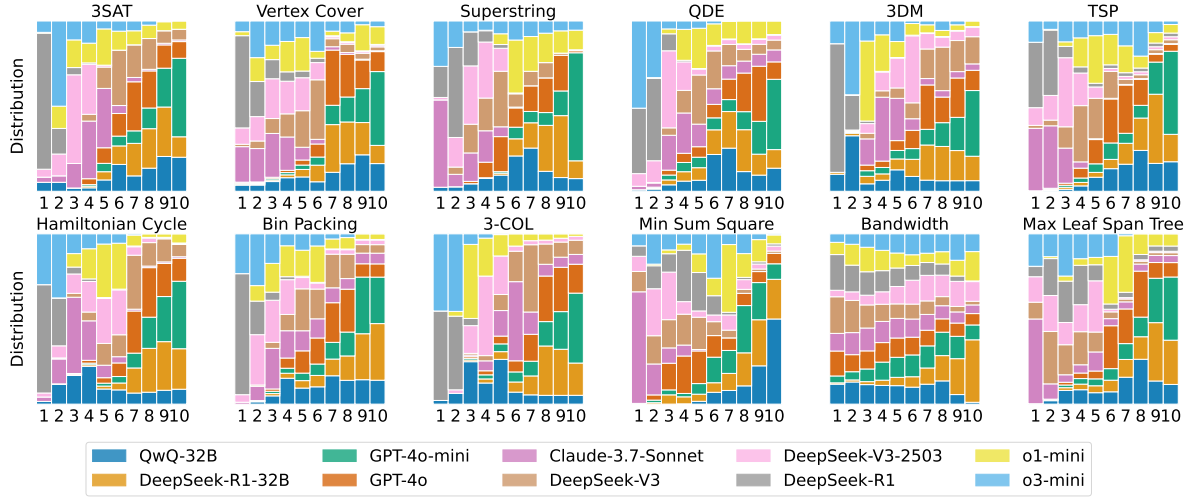 3SAT Vertex Cover Superstring QDE 3DM TSP
Distribution
1 2 3 4 5 6 7 8 9 10 1 2 3 4 5 6 7 8 9 10 1 2 3 4 5 6 7 8 9 10 1 2 3 4 5 6 7 8 9 10 1 2 3 4 5 6 7 8 9 10 1 2 3 4 5 6 7 8 9 10
Hamiltonian Cycle Bin Packing 3-COL Min Sum Square Bandwidth Max Leaf Span Tree
Distribution
1 2 3 4 5 6 7 8 9 10 1 2 3 4 5 6 7 8 9 10 1 2 3 4 5 6 7 8 9 10 1 2 3 4 5 6 7 8 9 10 1 2 3 4 5 6 7 8 9 10 1 2 3 4 5 6 7 8 9 10
QwQ-32B GPT-4o-mini Claude-3.7-Sonnet DeepSeek-V3-2503 o1-mini
DeepSeek-R1-32B GPT-4o DeepSeek-V3 DeepSeek-R1 o3-mini